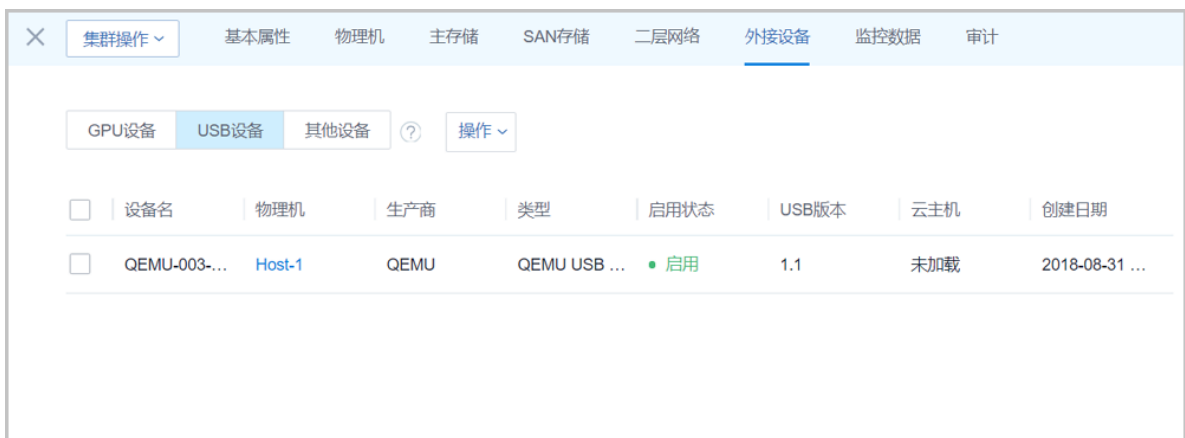 集群操作 基本属性 物理机 主存储 SAN存储 二层网络 外接设备 监控数据 审计
GPU设备 USB设备 其他设备 ? 操作
设备名 物理机 生产商 类型 启用状态 USB版本 云主机 创建日期
QEMU-003-... Host-1 QEMU QEMU USB ... 启用 1.1 未加载 2018-08-31 ...